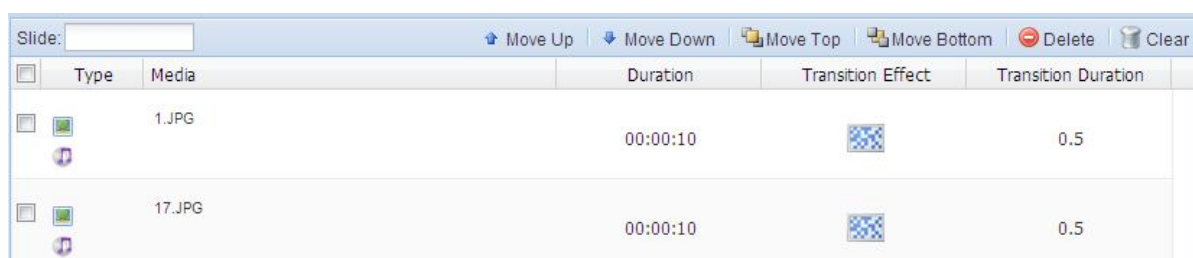 Slide: Move Up Move Down Move Top Move Bottom Delete Clear
Type Media Duration Transition Effect Transition Duration
1.JPG 00:00:10 0.5
17.JPG 00:00:10 0.5